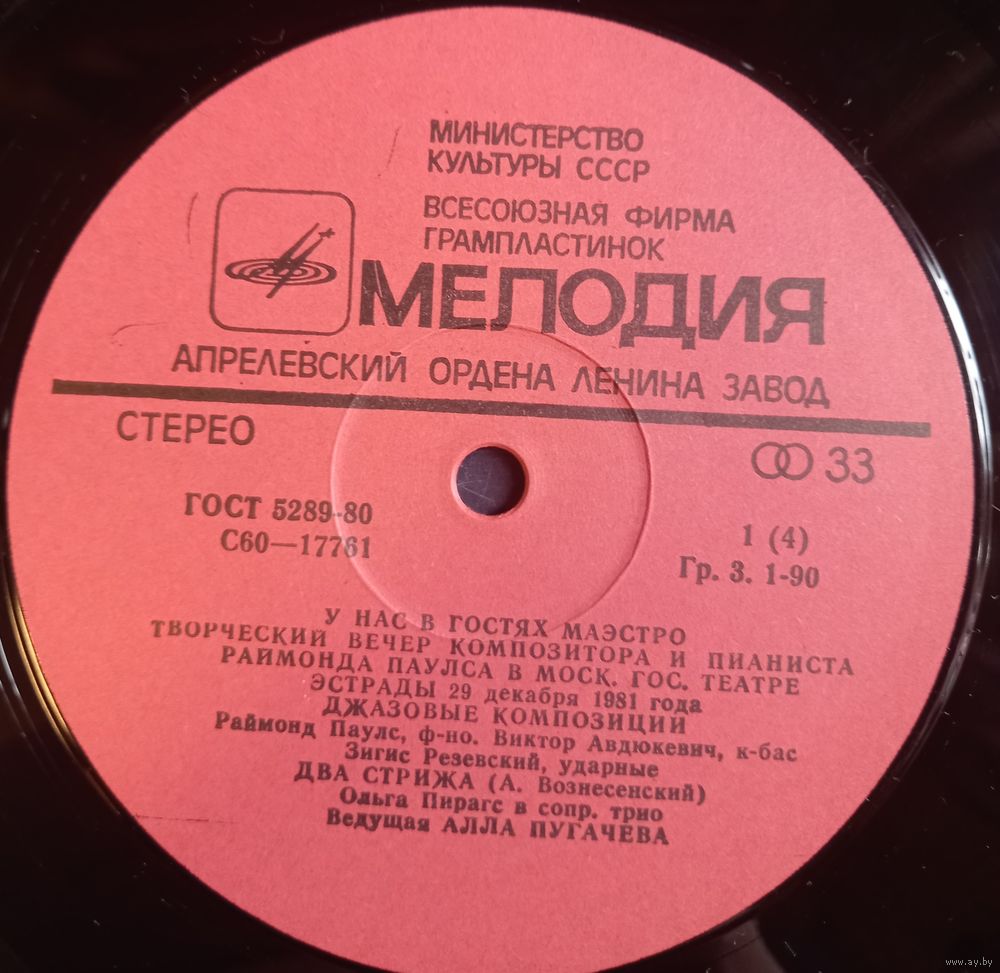 МИНИСТЕРСТВО
КУЛЬТУРЫ СССР
ВСЕСОЮЗНАЯ ФИРМА
ГРАМПЛАСТИНОК
МЕЛОДИЯ
АПРЕЛЕВСКИЙ ОРДЕНА ЛЕНИНА ЗАВОД
СТЕРЕО
33
ГОСТ 5289-80
С60—17761
1 (4)
Гр. 3. 1-90
У НАС В ГОСТЯХ МАЭСТРО
ТВОРЧЕСКИЙ ВЕЧЕР КОМПОЗИТОРА И ПИАНИСТА
РАЙМОНДА ПАУЛСА В МОСК. ГОС. ТЕАТРЕ
ЭСТРАДЫ 29 декабря 1981 года
ДЖАЗОВЫЕ КОМПОЗИЦИИ
Раймонд Паулс, ф-но. Виктор Авдюкевич, к-бас
Зигис Резевский, ударные
ДВА СТРИЖА (А. Вознесенский)
Ольга Пирагс в сопр. трио
Ведущая АЛЛА ПУГАЧЕВА
www.ay.by